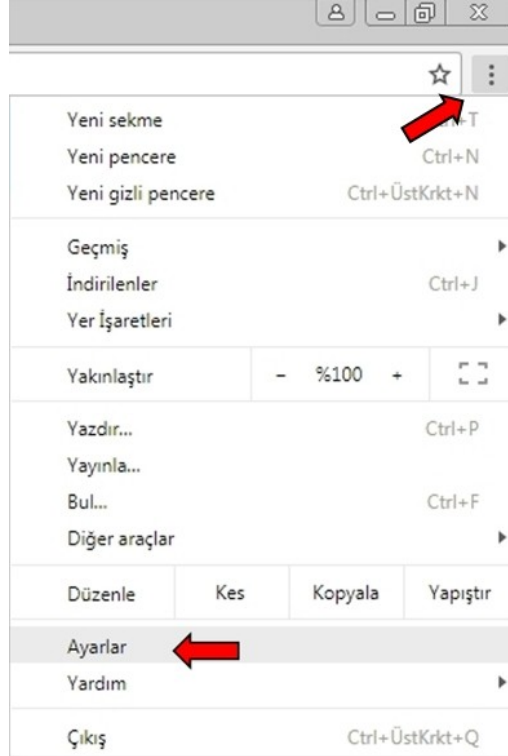 Yeni sekme Ctrl+T
Yeni pencere Ctrl+N
Yeni gizli pencere Ctrl+ÜstKrkt+N
Geçmiş
İndirilenler Ctrl+J
Yer İşaretleri
Yakınlaştır - %100 +
Yazdır... Ctrl+P
Yayınla...
Bul... Ctrl+F
Diğer araçlar
Düzenle Kes Kopyala Yapıştır
Ayarlar
Yardım
Çıkış Ctrl+ÜstKrkt+Q